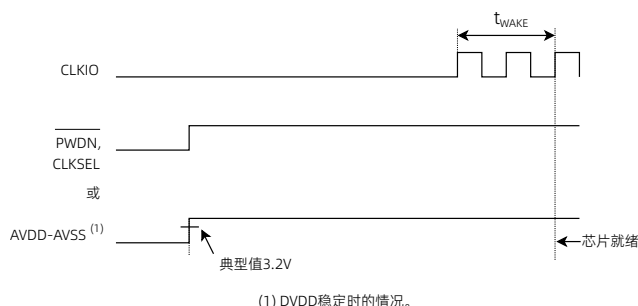 tWAKE
CLKIO
PWDN,
CLKSEL
或
AVDD-AVSS (1)
典型值3.2V
芯片就绪
(1) DVDD稳定时的情况。